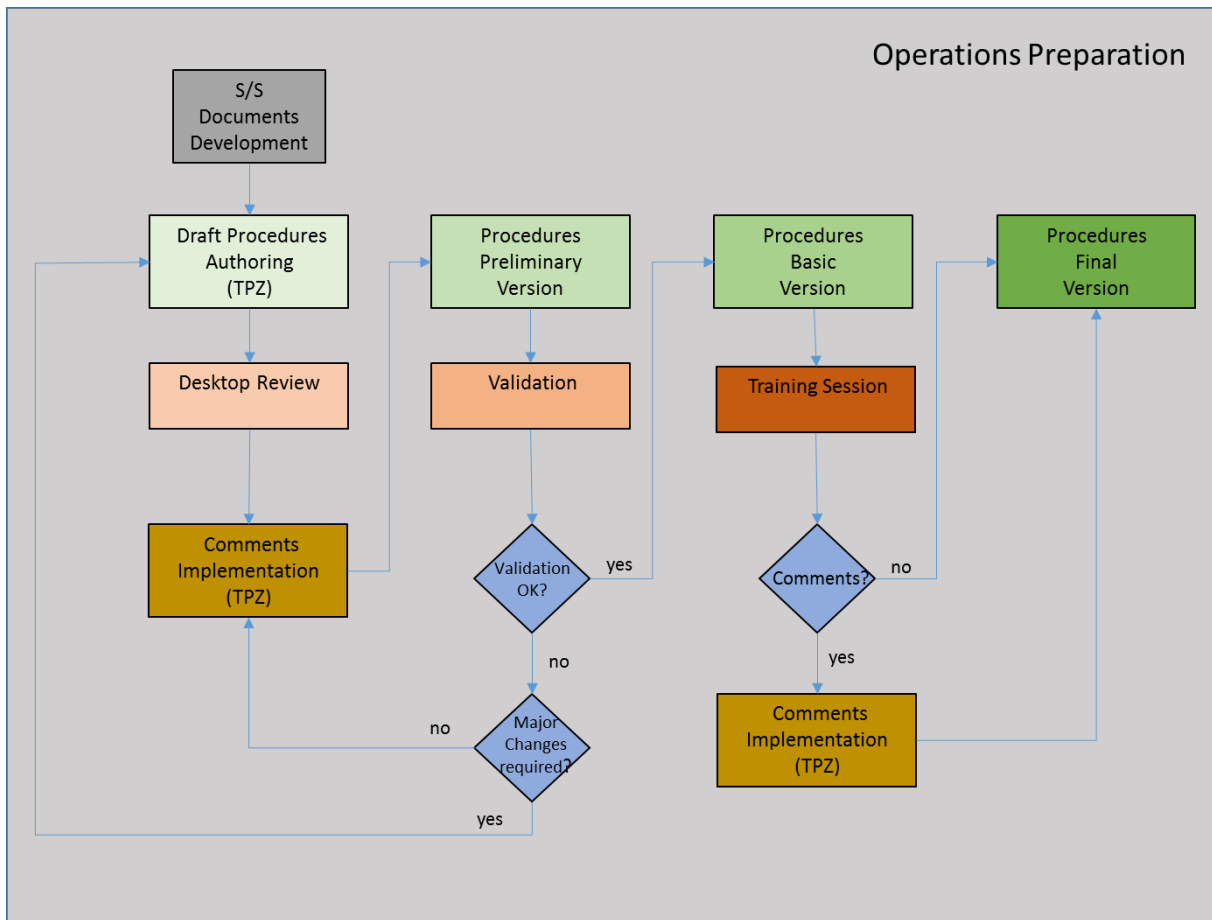 Operations Preparation
S/S
Documents
Development
Draft Procedures
Authoring
(TPZ)
Procedures
Preliminary
Version
Procedures
Basic
Version
Procedures
Final
Version
Desktop Review
Validation
Training Session
Comments
Implementation
(TPZ)
Validation
OK?
yes
Comments?
no
no
yes
Major
Changes
required?
no
yes
Comments
Implementation
(TPZ)